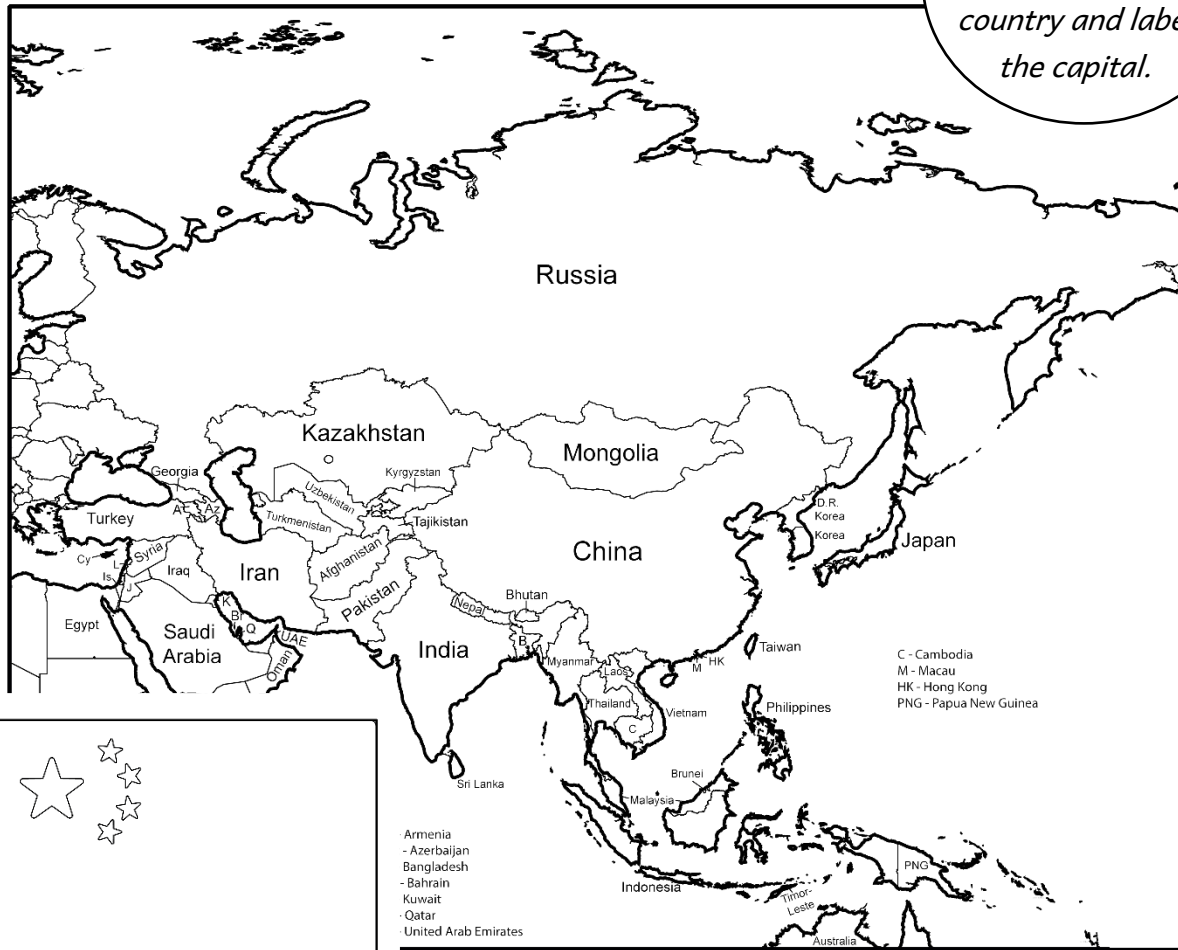 country and labe
the capital.
Russia
Kazakhstan
Mongolia
Georgia
Kyrgyzstan
Uzbekistan
Ar
Az
Turkmenistan
D.R.
Korea
Turkey
Tajikistan
Korea
Japan
China
Cy
Syria
L
Afghanistan
Iran
Is
Iraq
J
Pakistan
Bhutan
K
Nepal
Egypt
B
Q
UAE
Saudi
Arabia
India
B
Myanmar
M
HK
Taiwan
Oman
Laos
C - Cambodia
M - Macau
HK - Hong Kong
PNG - Papua New Guinea
Thailand
Vietnam
Philippines
C
Brunei
Sri Lanka
Malaysia
Armenia
- Azerbaijan
Bangladesh
- Bahrain
Kuwait
- Qatar
United Arab Emirates
PNG
Indonesia
Timor-
Leste
Australia